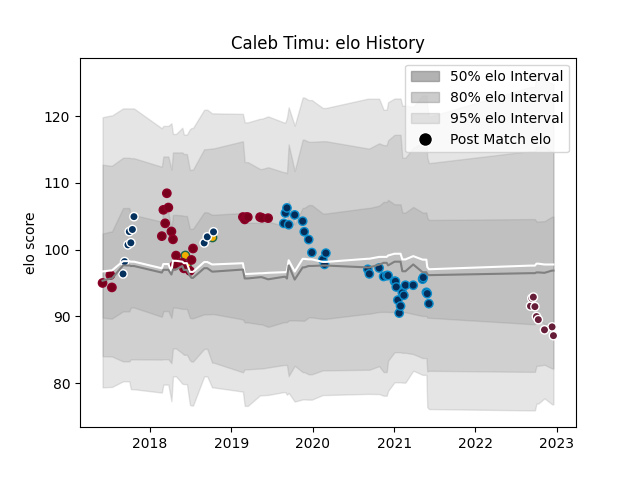 Caleb Timu: elo History
50% elo Interval
80% elo Interval
95% elo Interval
Post Match elo
elo score
120
110
100
90
80
2018 2019 2020 2021 2022 2023